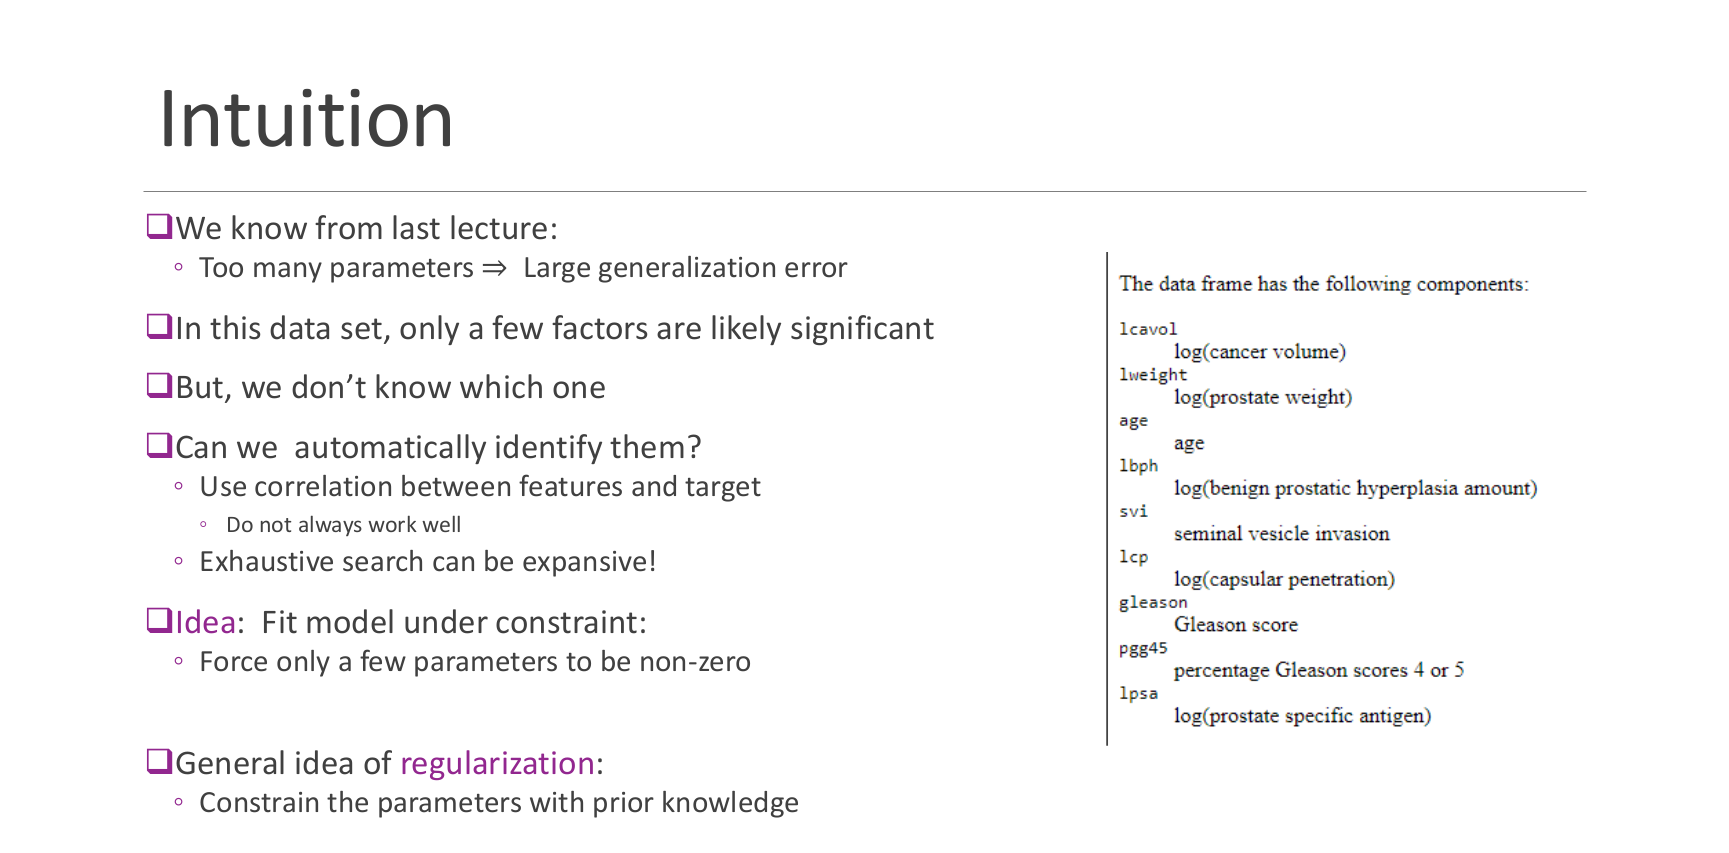 Intuition
❑We know from last lecture:
◦ Too many parameters ⇒ Large generalization error
❑In this data set, only a few factors are likely significant
❑But, we don’t know which one
❑Can we automatically identify them?
◦ Use correlation between features and target
◦ Do not always work well
◦ Exhaustive search can be expansive!
❑Idea: Fit model under constraint:
◦ Force only a few parameters to be non-zero
❑General idea of regularization:
◦ Constrain the parameters with prior knowledge
The data frame has the following components:
lcavol
log(cancer volume)
lweight
log(prostate weight)
age
age
lbph
log(benign prostatic hyperplasia amount)
svi
seminal vesicle invasion
lcp
log(capsular penetration)
gleason
Gleason score
pgg45
percentage Gleason scores 4 or 5
lpsa
log(prostate specific antigen)